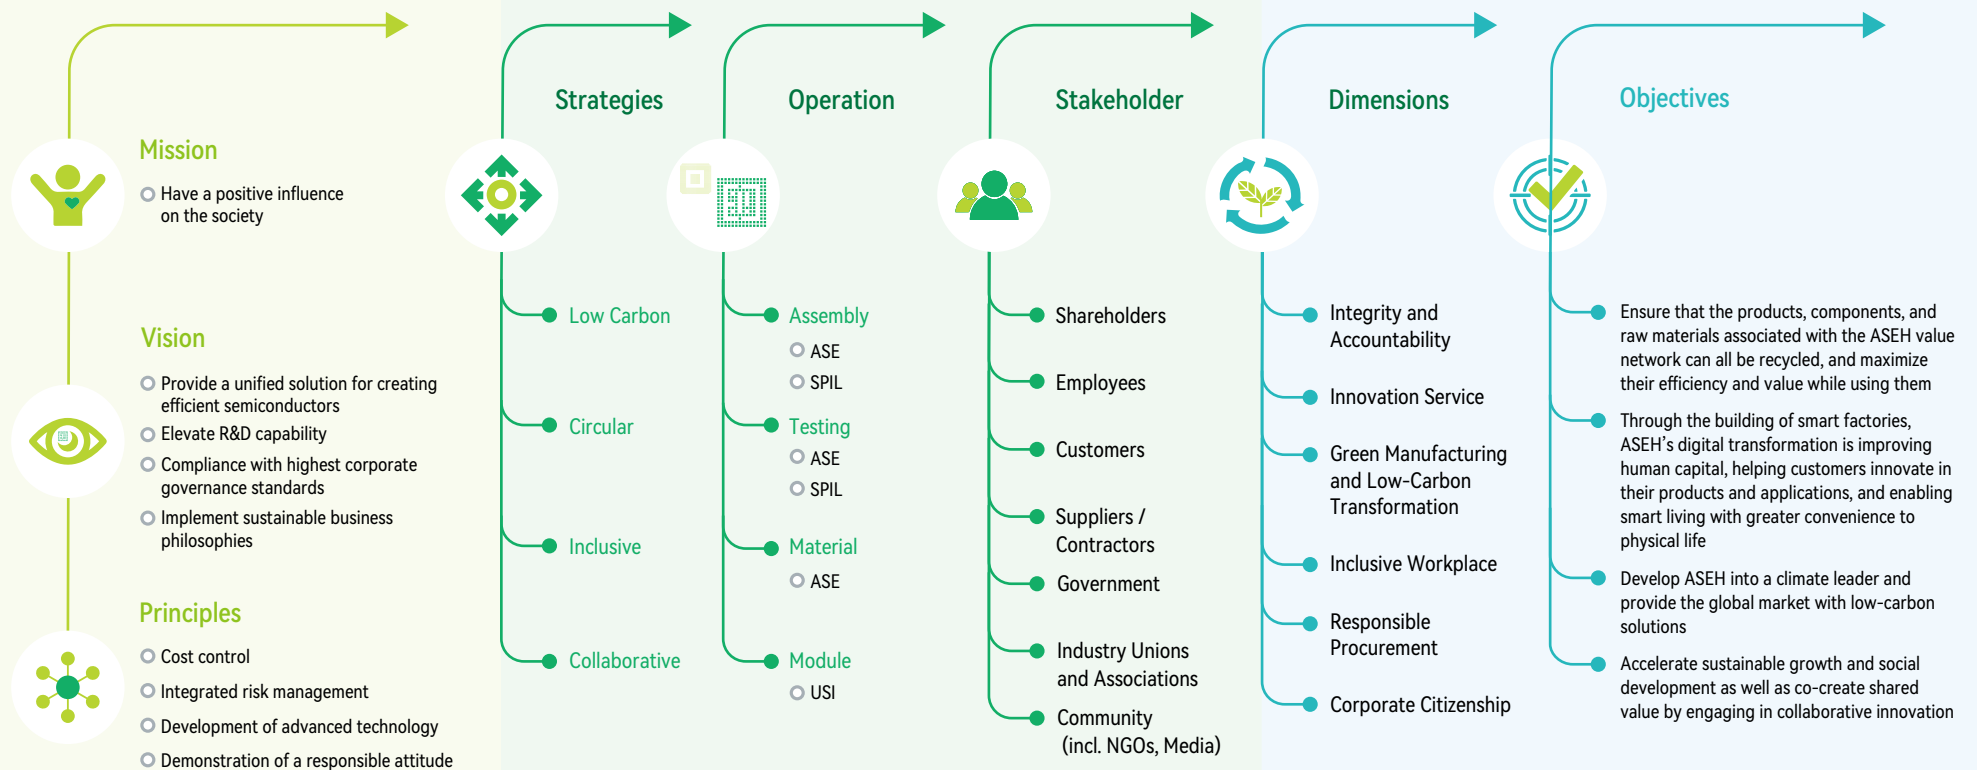 Mission
Have a positive influence
on the society
Vision
Provide a unified solution for creating
efficient semiconductors
Elevate R&D capability
Compliance with highest corporate
governance standards
Implement sustainable business
philosophies
Principles
Cost control
Integrated risk management
Development of advanced technology
Demonstration of a responsible attitude
Strategies
Low Carbon
Circular
Inclusive
Collaborative
Operation
Assembly
ASE
SPIL
Testing
ASE
SPIL
Material
ASE
Module
USI
Stakeholder
Shareholders
Employees
Customers
Suppliers /
Contractors
Government
Industry Unions
and Associations
Community
(incl. NGOs, Media)
Dimensions
Integrity and
Accountability
Innovation Service
Green Manufacturing
and Low-Carbon
Transformation
Inclusive Workplace
Responsible
Procurement
Corporate Citizenship
Objectives
Ensure that the products, components, and
raw materials associated with the ASEH value
network can all be recycled, and maximize
their efficiency and value while using them
Through the building of smart factories,
ASEH's digital transformation is improving
human capital, helping customers innovate in
their products and applications, and enabling
smart living with greater convenience to
physical life
Develop ASEH into a climate leader and
provide the global market with low-carbon
solutions
Accelerate sustainable growth and social
development as well as co-create shared
value by engaging in collaborative innovation